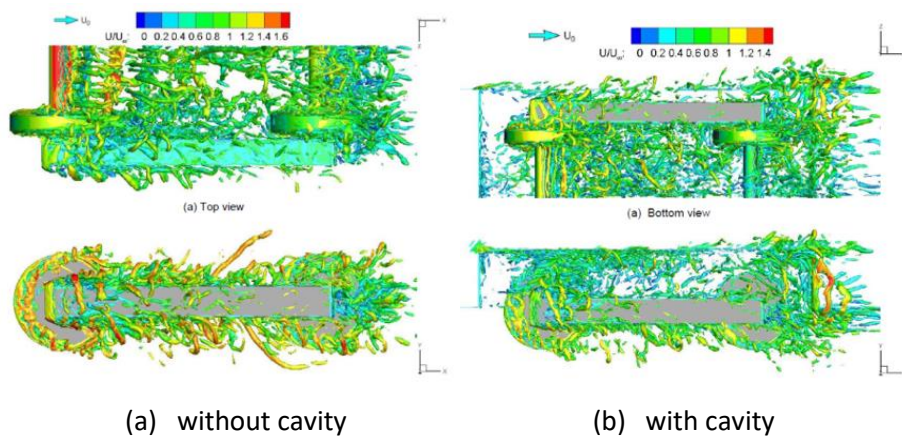 U₀
U/U∞: 0 0.2 0.4 0.6 0.8 1 1.2 1.4 1.6
(a) Top view
U₀
U/U∞: 0 0.2 0.4 0.6 0.8 1 1.2 1.4
(a) Bottom view
(a) without cavity
(b) with cavity